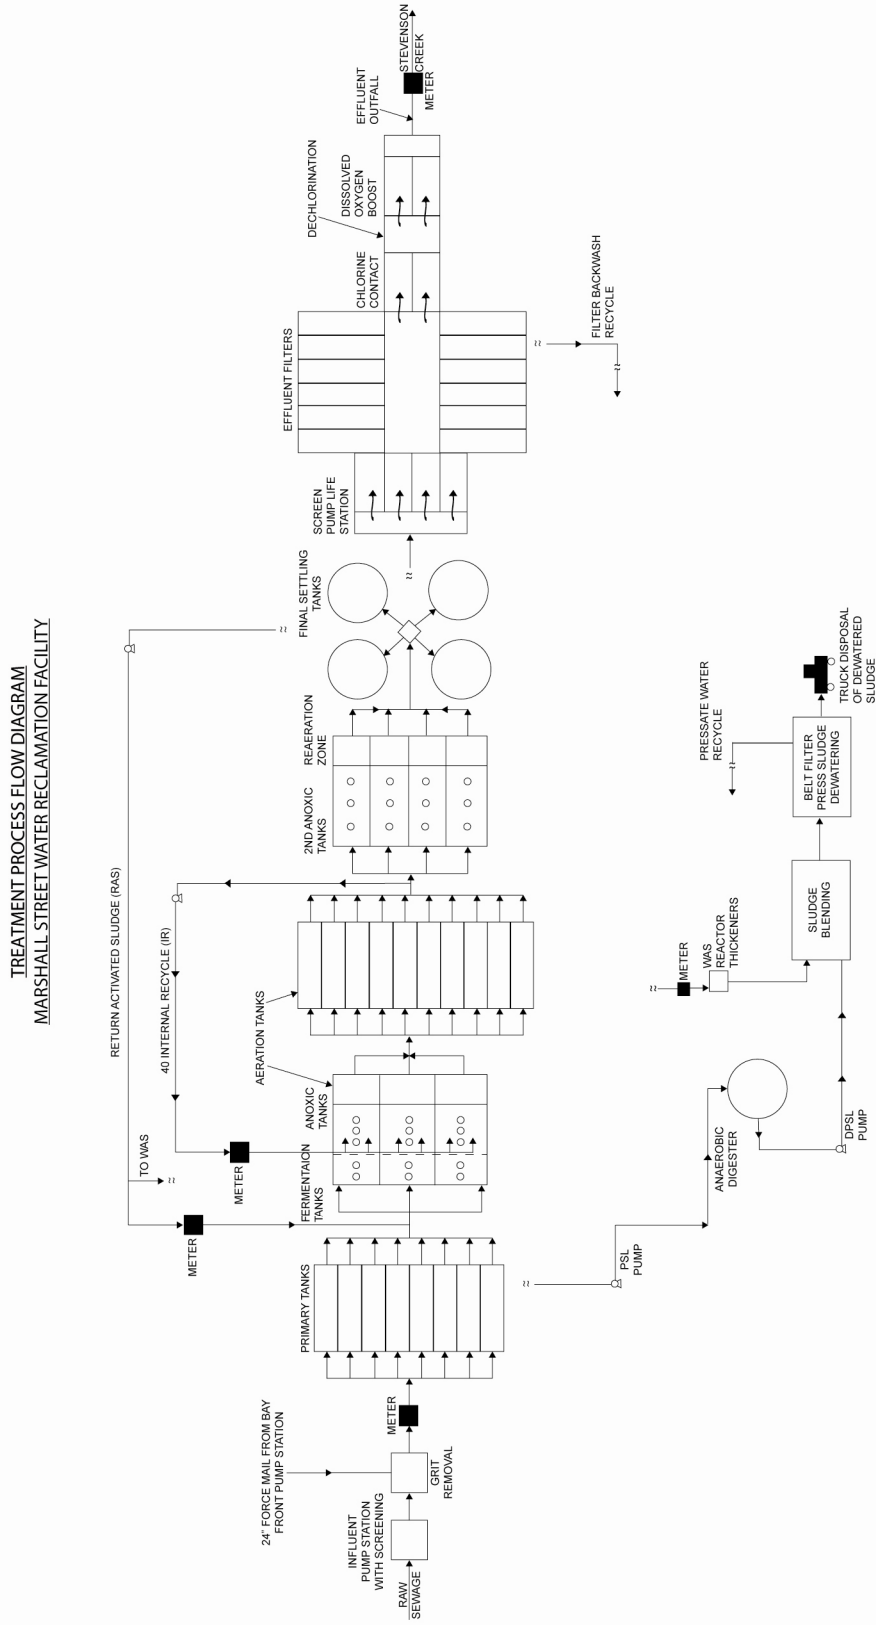 TREATMENT PROCESS FLOW DIAGRAM
MARSHALL STREET WATER RECLAMATION FACILITY
RETURN ACTIVATED SLUDGE (RAS)
TO WAS
40 INTERNAL RECYCLE (IR)
METER
METER
RAW
SEWAGE
INFLUENT
PUMP STATION
WITH SCREENING
24" FORCE MAIL FROM BAY
FRONT PUMP STATION
GRIT
REMOVAL
METER
PRIMARY TANKS
FERMENTAION
TANKS
ANOXIC
TANKS
AERATION TANKS
2ND ANOXIC
TANKS
REAERATION
ZONE
FINAL SETTLING
TANKS
SCREEN
PUMP LIFE
STATION
EFFLUENT FILTERS
CHLORINE
CONTACT
DECHLORINATION
DISSOLVED
OXYGEN
BOOST
EFFLUENT
OUTFALL
METER
STEVENSON
CREEK
FILTER BACKWASH
RECYCLE
PSL
PUMP
ANAEROBIC
DIGESTER
DPSL
PUMP
METER
WAS
REACTOR
THICKENERS
SLUDGE
BLENDING
BELT FILTER
PRESS SLUDGE
DEWATERING
PRESSATE WATER
RECYCLE
TRUCK DISPOSAL
OF DEWATERED
SLUDGE